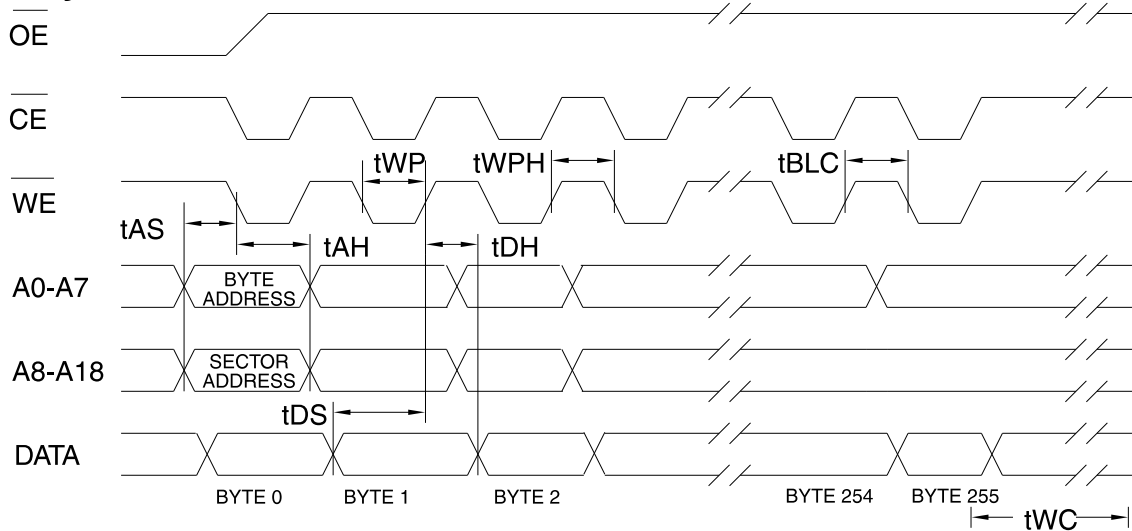 OE
CE
tWP tWPH tBLC
WE
tAS
tAH tDH
A0-A7 BYTE ADDRESS
A8-A18 SECTOR ADDRESS
tDS
DATA
BYTE 0 BYTE 1 BYTE 2 BYTE 254 BYTE 255
tWC